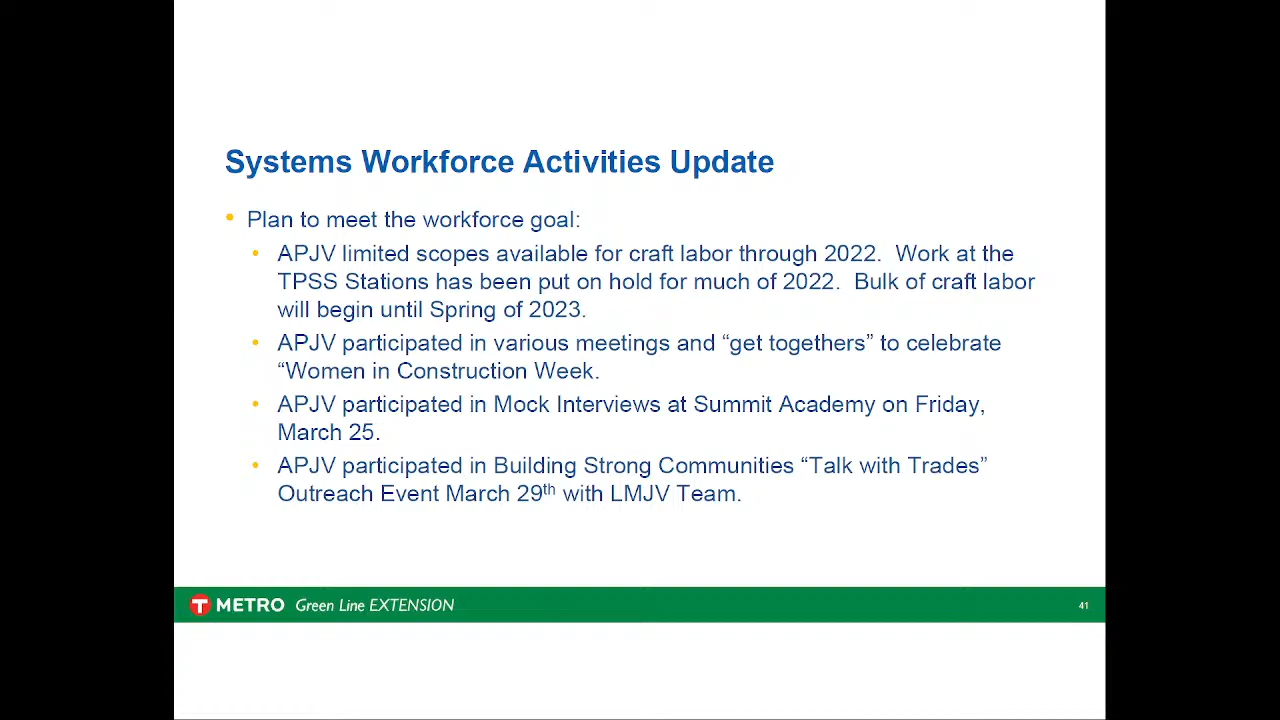 Systems Workforce Activities Update
• Plan to meet the workforce goal:
• APJV limited scopes available for craft labor through 2022.  Work at the
TPSS Stations has been put on hold for much of 2022.  Bulk of craft labor
will begin until Spring of 2023.
• APJV participated in various meetings and “get togethers” to celebrate
“Women in Construction Week.
• APJV participated in Mock Interviews at Summit Academy on Friday,
March 25.
• APJV participated in Building Strong Communities “Talk with Trades”
Outreach Event March 29th with LMJV Team.
T METRO Green Line EXTENSION
41